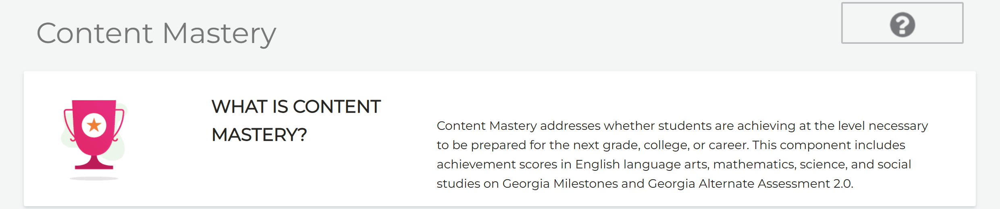 Content Mastery
?
WHAT IS CONTENT
MASTERY?
Content Mastery addresses whether students are achieving at the level necessary
to be prepared for the next grade, college, or career. This component includes
achievement scores in English language arts, mathematics, science, and social
studies on Georgia Milestones and Georgia Alternate Assessment 2.0.